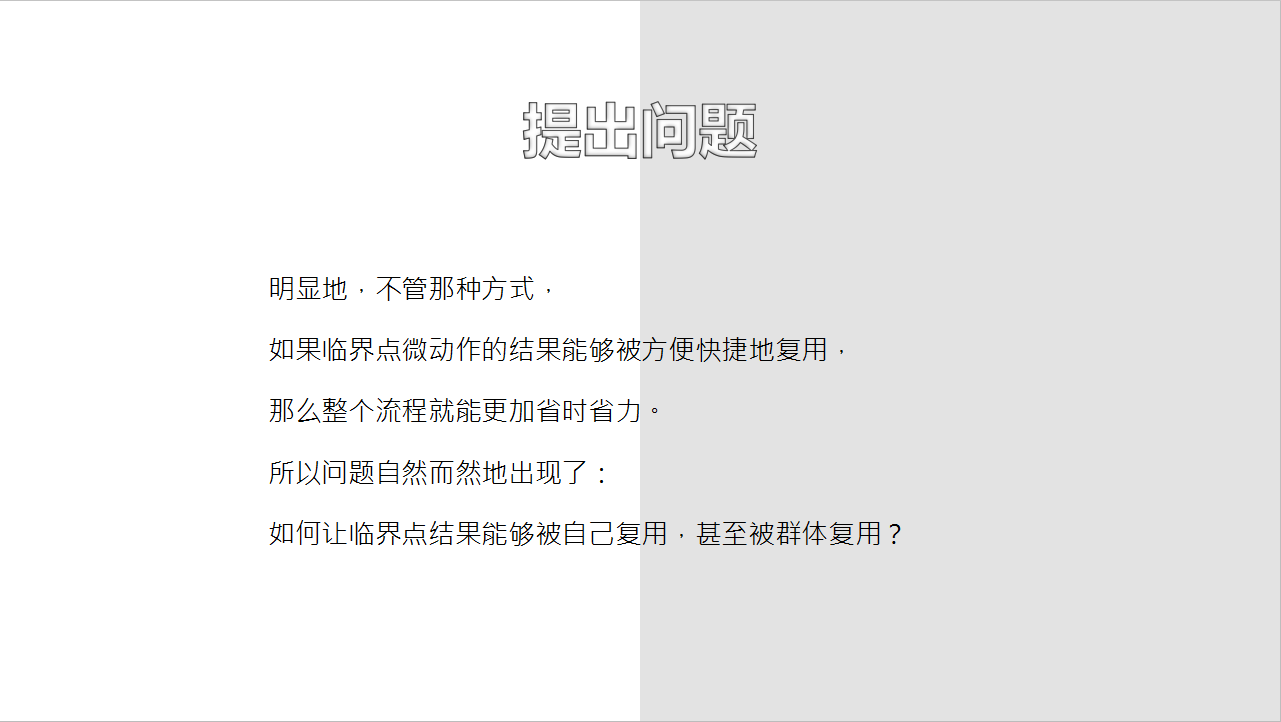 提出问题
明显地，不管那种方式，
如果临界点微动作的结果能够被方便快捷地复用，
那么整个流程就能更加省时省力。
所以问题自然而然地出现了：
如何让临界点结果能够被自己复用，甚至被群体复用？